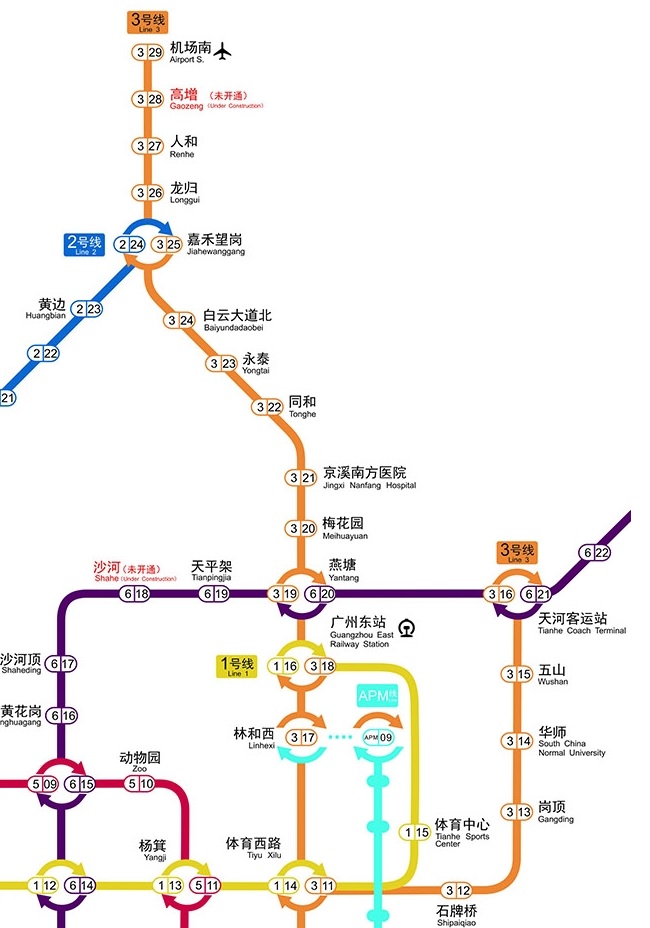 3号线
Line 3
3 29 机场南
Airport S.
3 28 高增 (未开通)
Gaozeng (Under Construction)
3 27 人和
Renhe
3 26 龙归
Longgui
2号线
Line 2
2 24 3 25 嘉禾望岗
Jiahewanggang
黄边
Huangbian
2 23
3 24 白云大道北
Baiyundadaobei
2 22
3 23 永泰
Yongtai
21
3 22 同和
Tonghe
3 21 京溪南方医院
Jingxi Nanfang Hospital
3 20 梅花园
Meihuayuan
3号线
Line 3
6 22
沙河 (未开通)
Shahe (Under Construction)
6 18
天平架
Tianpingjia
6 19
燕塘
Yantang
3 19 6 20
3 16 6 21
天河客运站
Tianhe Coach Terminal
广州东站
Guangzhou East
Railway Station
1号线
Line 1
1 16 3 18
沙河顶
Shaheding
6 17
3 15 五山
Wushan
APM线
黄花岗
nghuagang
6 16
林和西
Linhexi
3 17
APM 09
3 14 华师
South China
Normal University
动物园
Zoo
5 09 6 15 5 10
3 13 岗顶
Gangding
1 15 体育中心
Tianhe Sports
Center
杨箕
Yangji
体育西路
Tiyu Xilu
1 12 6 14 1 13 5 11 1 14 3 11
3 12
石牌桥
Shipaiqiao